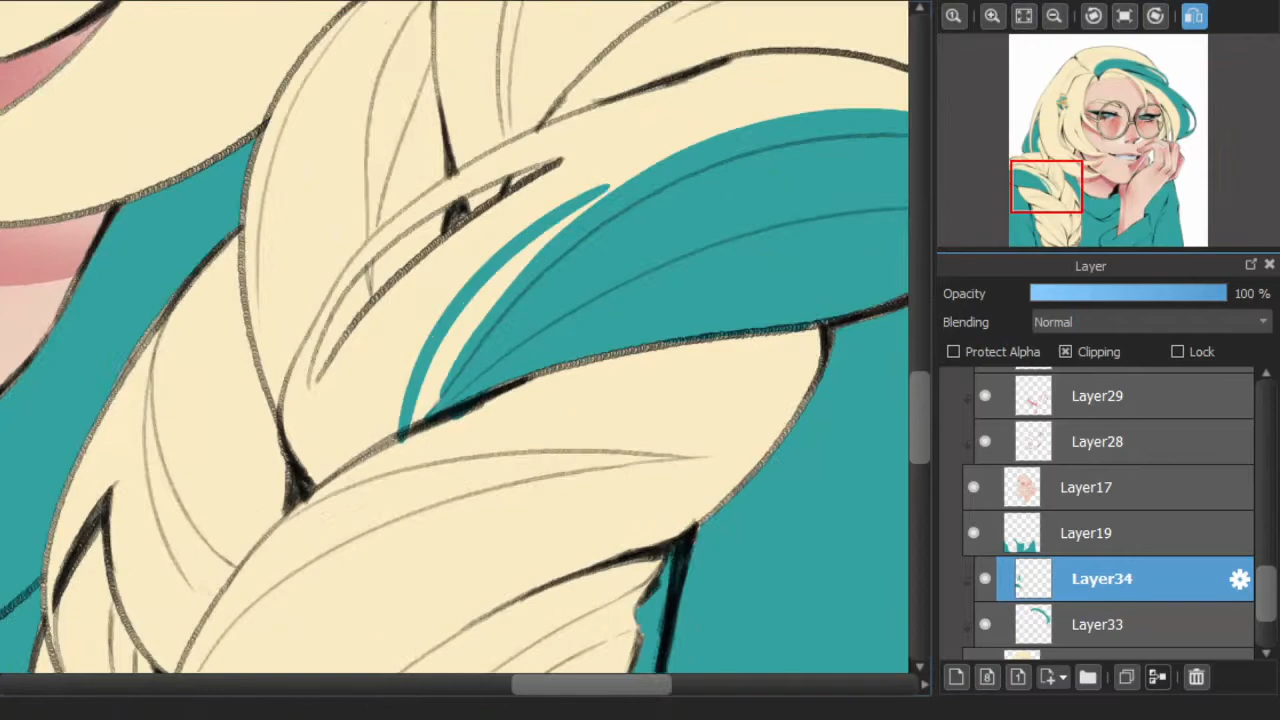 Layer
Opacity 100 %
Blending Normal
Protect Alpha Clipping Lock
Layer29
Layer28
Layer17
Layer19
Layer34
Layer33